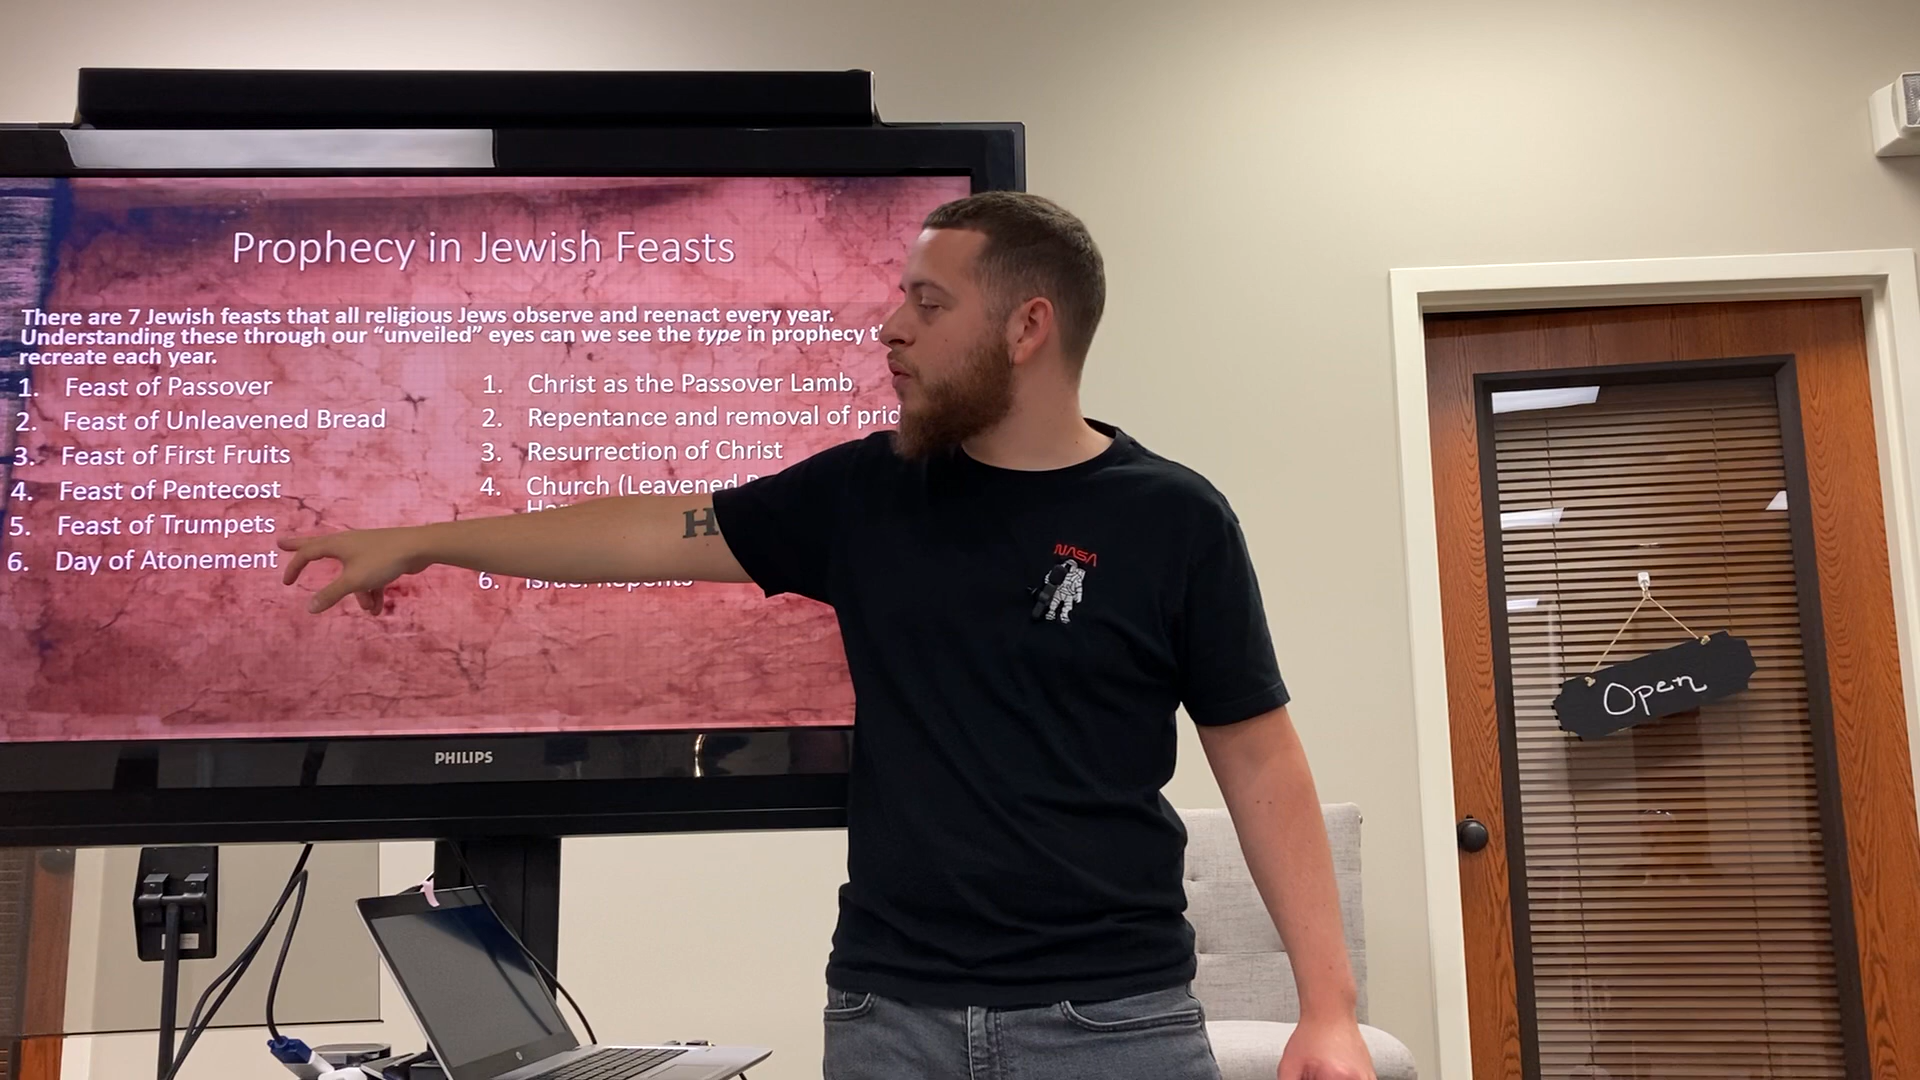 Prophecy in Jewish Feasts
There are 7 Jewish feasts that all religious Jews observe and reenact every year.
Understanding these through our “unveiled” eyes can we see the type in prophecy
recreate each year.
1. Feast of Passover
2. Feast of Unleavened Bread
3. Feast of First Fruits
4. Feast of Pentecost
5. Feast of Trumpets
6. Day of Atonement
1. Christ as the Passover Lamb
2. Repentance and removal of
3. Resurrection of Christ
4. Church (Leavened
6. Israel Repents
PHILIPS
H
NASA
Open